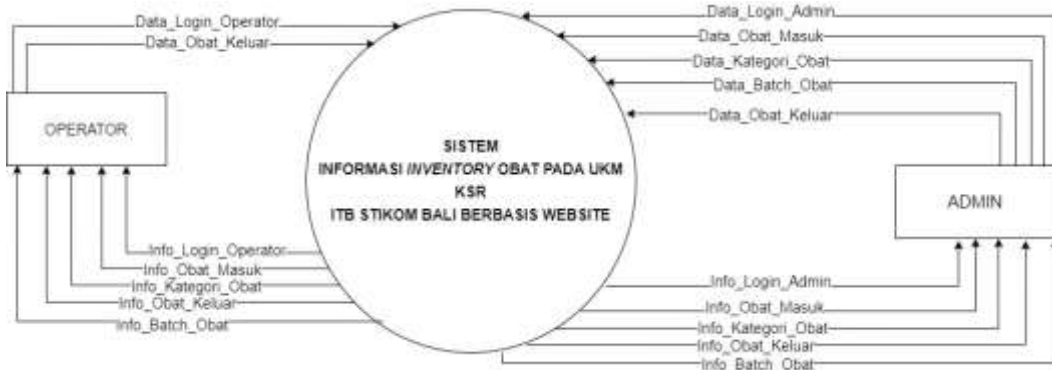 Data_Login_Operator
Data_Obat_Keluar
OPERATOR
Info_Login_Operator
Info_Obat_Masuk
Info_Kategori_Obat
Info_Obat_Keluar
Info_Batch_Obat
SISTEM
INFORMASI INVENTORY OBAT PADA UKM
KSR
ITB STIKOM BALI BERBASIS WEBSITE
Data_Login_Admin
Data_Obat_Masuk
Data_Kategori_Obat
Data_Batch_Obat
Data_Obat_Keluar
ADMIN
Info_Login_Admin
Info_Obat_Masuk
Info_Kategori_Obat
Info_Obat_Keluar
Info_Batch_Obat